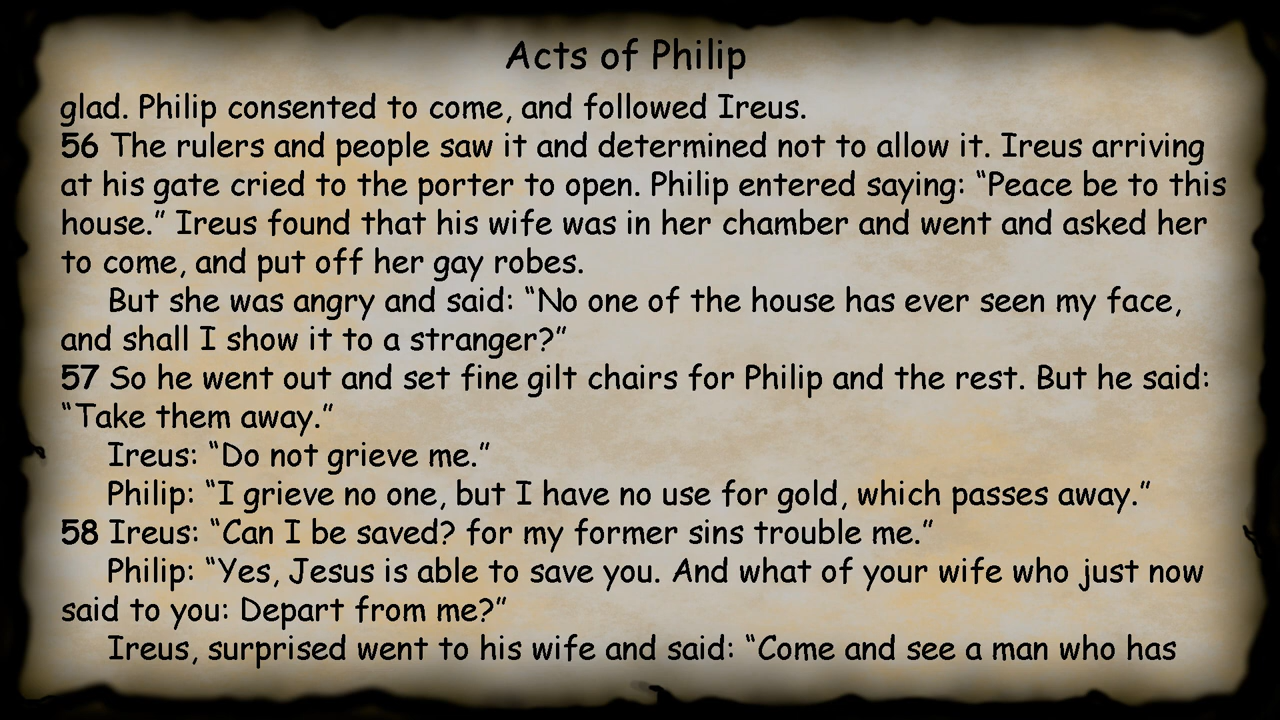 Acts of Philip
glad. Philip consented to come, and followed Ireus.
56 The rulers and people saw it and determined not to allow it. Ireus arriving
at his gate cried to the porter to open. Philip entered saying: “Peace be to this
house.” Ireus found that his wife was in her chamber and went and asked her
to come, and put off her gay robes.
But she was angry and said: “No one of the house has ever seen my face,
and shall I show it to a stranger?”
57 So he went out and set fine gilt chairs for Philip and the rest. But he said:
“Take them away.”
Ireus: “Do not grieve me.”
Philip: “I grieve no one, but I have no use for gold, which passes away.”
58 Ireus: “Can I be saved? for my former sins trouble me.”
Philip: “Yes, Jesus is able to save you. And what of your wife who just now
said to you: Depart from me?”
Ireus, surprised went to his wife and said: “Come and see a man who has